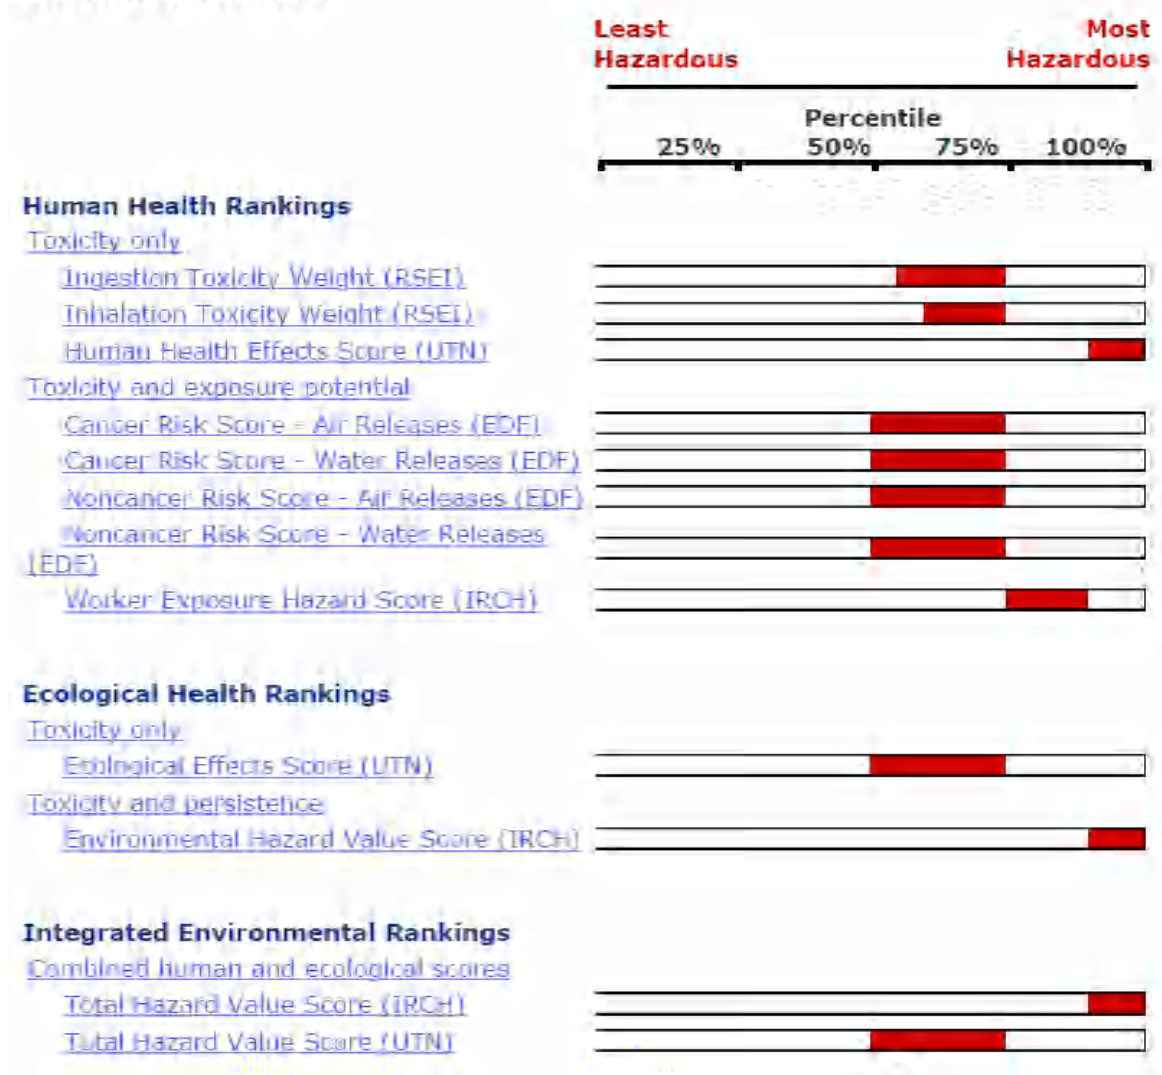 Least Most
Hazardous Hazardous
Percentile
25% 50% 75% 100%
Human Health Rankings
Toxicity only
Ingestion Toxicity Weight (RSEI)
Inhalation Toxicity Weight (RSEI)
Human Health Effects Score (UTN)
Toxicity and exposure potential
Cancer Risk Score - Air Releases (EDF)
Cancer Risk Score - Water Releases (EDF)
Noncancer Risk Score - Air Releases (EDF)
Noncancer Risk Score - Water Releases
(EDF)
Worker Exposure Hazard Score (IRCH)
Ecological Health Rankings
Toxicity only
Ecological Effects Score (UTN)
Toxicity and persistence
Environmental Hazard Value Score (IRCH)
Integrated Environmental Rankings
Combined human and ecological scores
Total Hazard Value Score (IRCH)
Total Hazard Value Score (UTN)